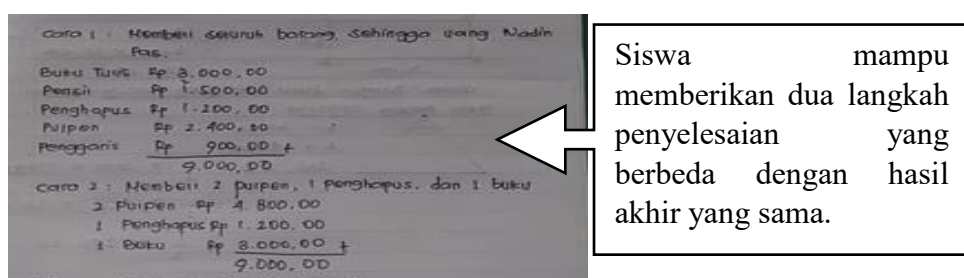 Cara 1 : Membeli seluruh barang, sehingga uang Nadin
Pas.
Buku Tulis Rp 3.000,00
Pensil Rp 1.500,00
Penghapus Rp 1.200,00
Pulpen Rp 2.400,00
Penggaris Rp 900,00 +
9.000,00
Cara 2 : Membeli 2 pulpen, 1 Penghapus, dan 1 buku
2 Pulpen Rp 4.800.00
1 Penghapus Rp 1.200.00
1 Buku Rp 3.000,00 +
9.000,00
Siswa mampu
memberikan dua langkah
penyelesaian yang
berbeda dengan hasil
akhir yang sama.